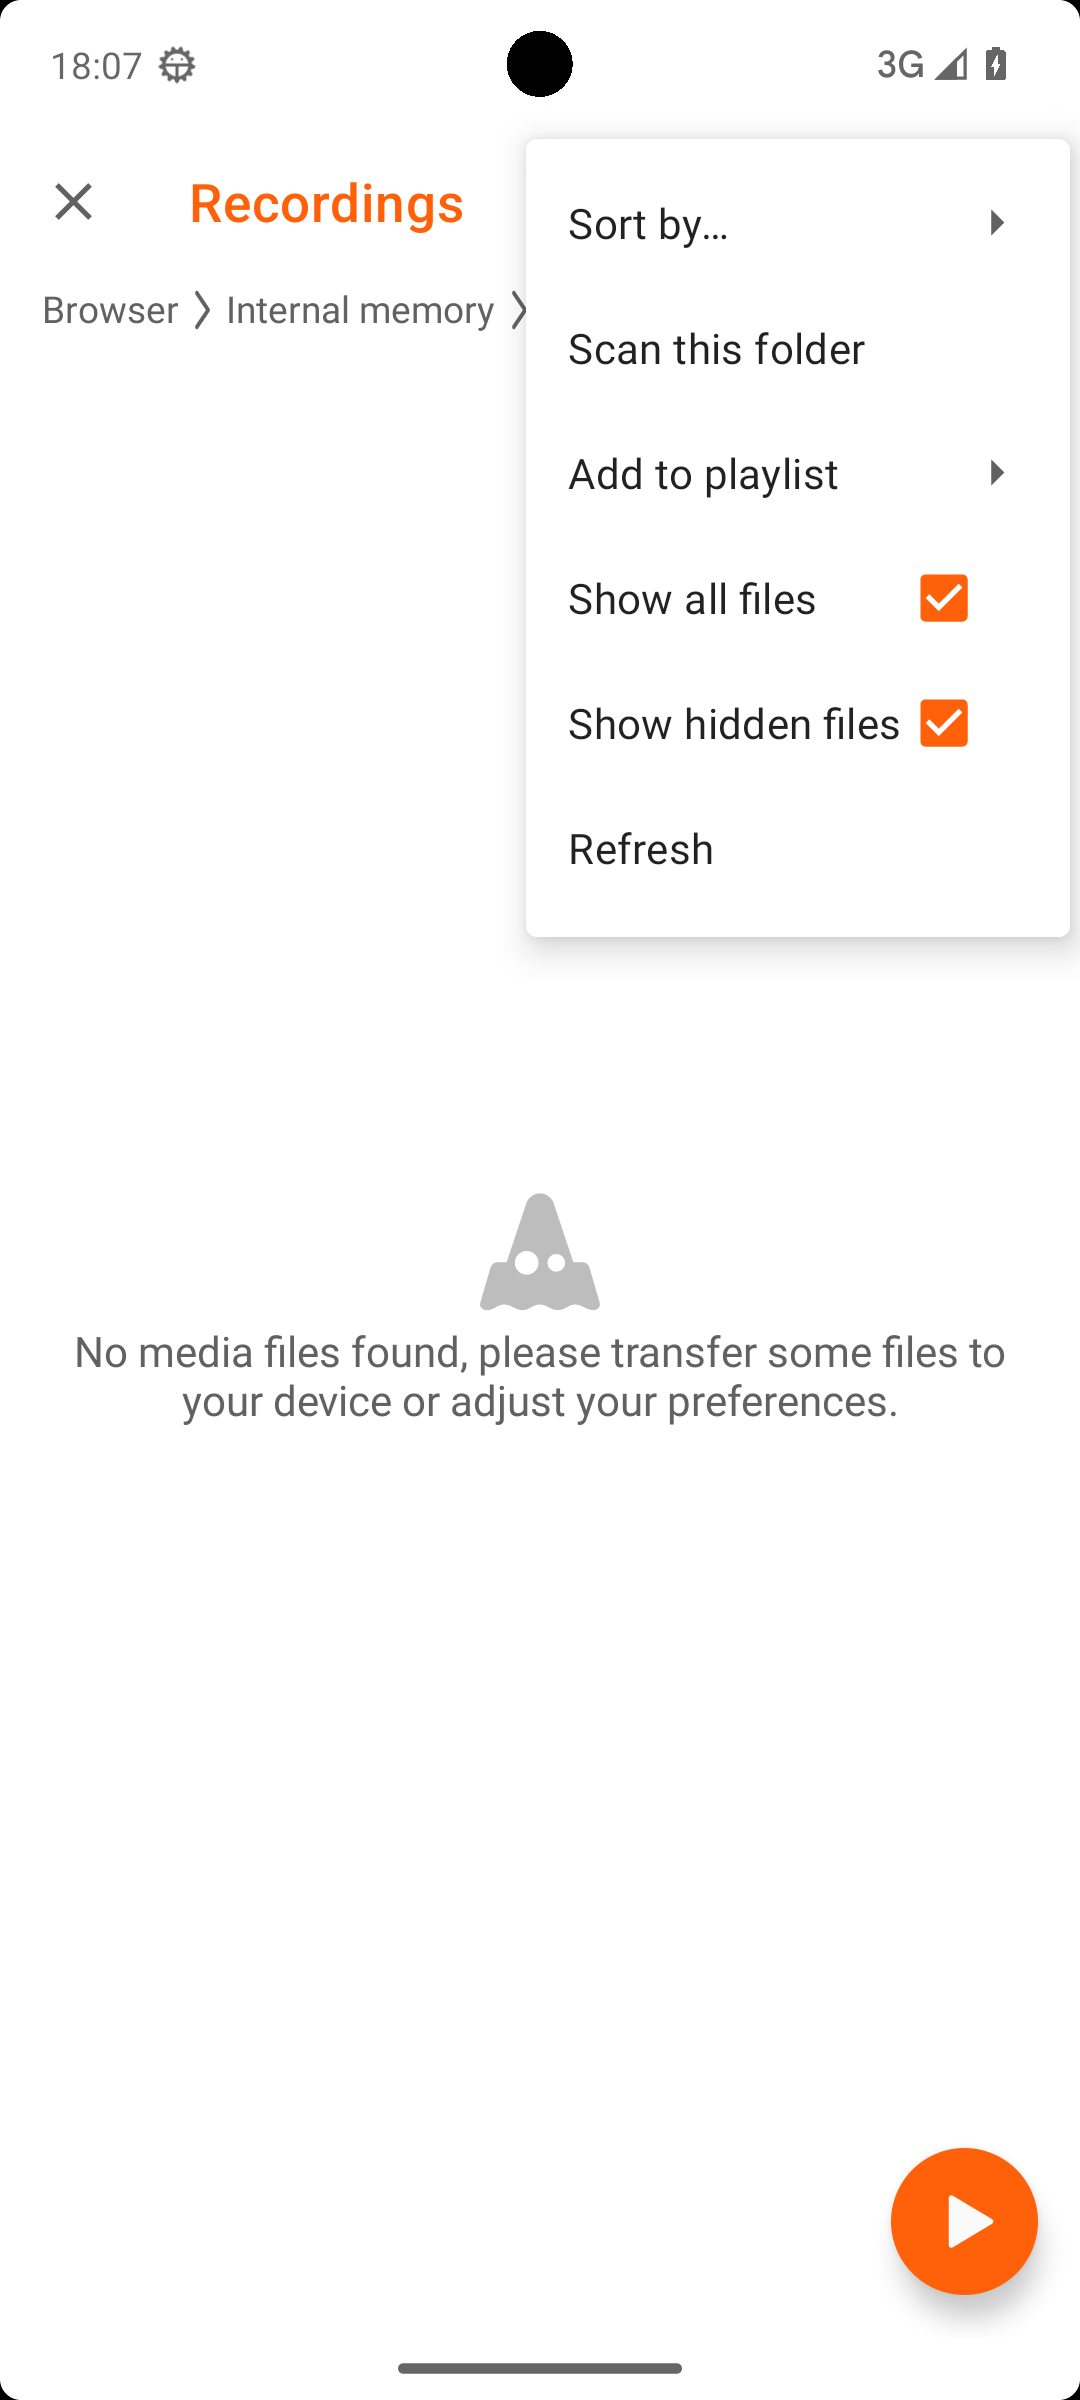 18:07
3G
Recordings
Browser
Internal memory
Sort by...
Scan this folder
Add to playlist
Show all files
Show hidden files
Refresh
No media files found, please transfer some files to
your device or adjust your preferences.